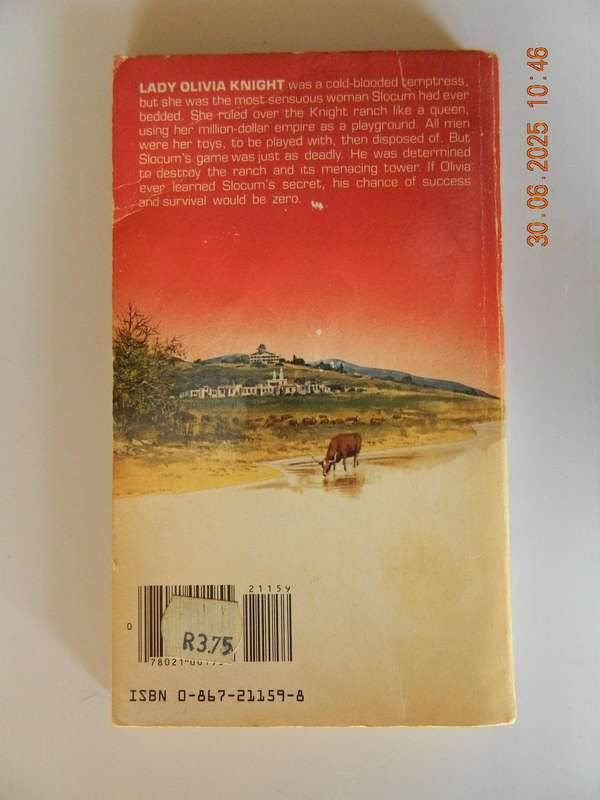 LADY OLIVIA KNIGHT was a cold-blooded temptress,
but she was the most sensuous woman Slocum had ever
bedded. She ruled over the Knight ranch like a queen,
using her million-dollar empire as a playground. All men
were her toys, to be played with, then disposed of. But
Slocum's game was just as deadly. He was determined
to destroy the ranch and its menacing tower. If Olivia
ever learned Slocum's secret, his chance of success
and survival would be zero.
30.06.2025 10:46
21159
0
R3.75
ISBN 0-867-21159-8